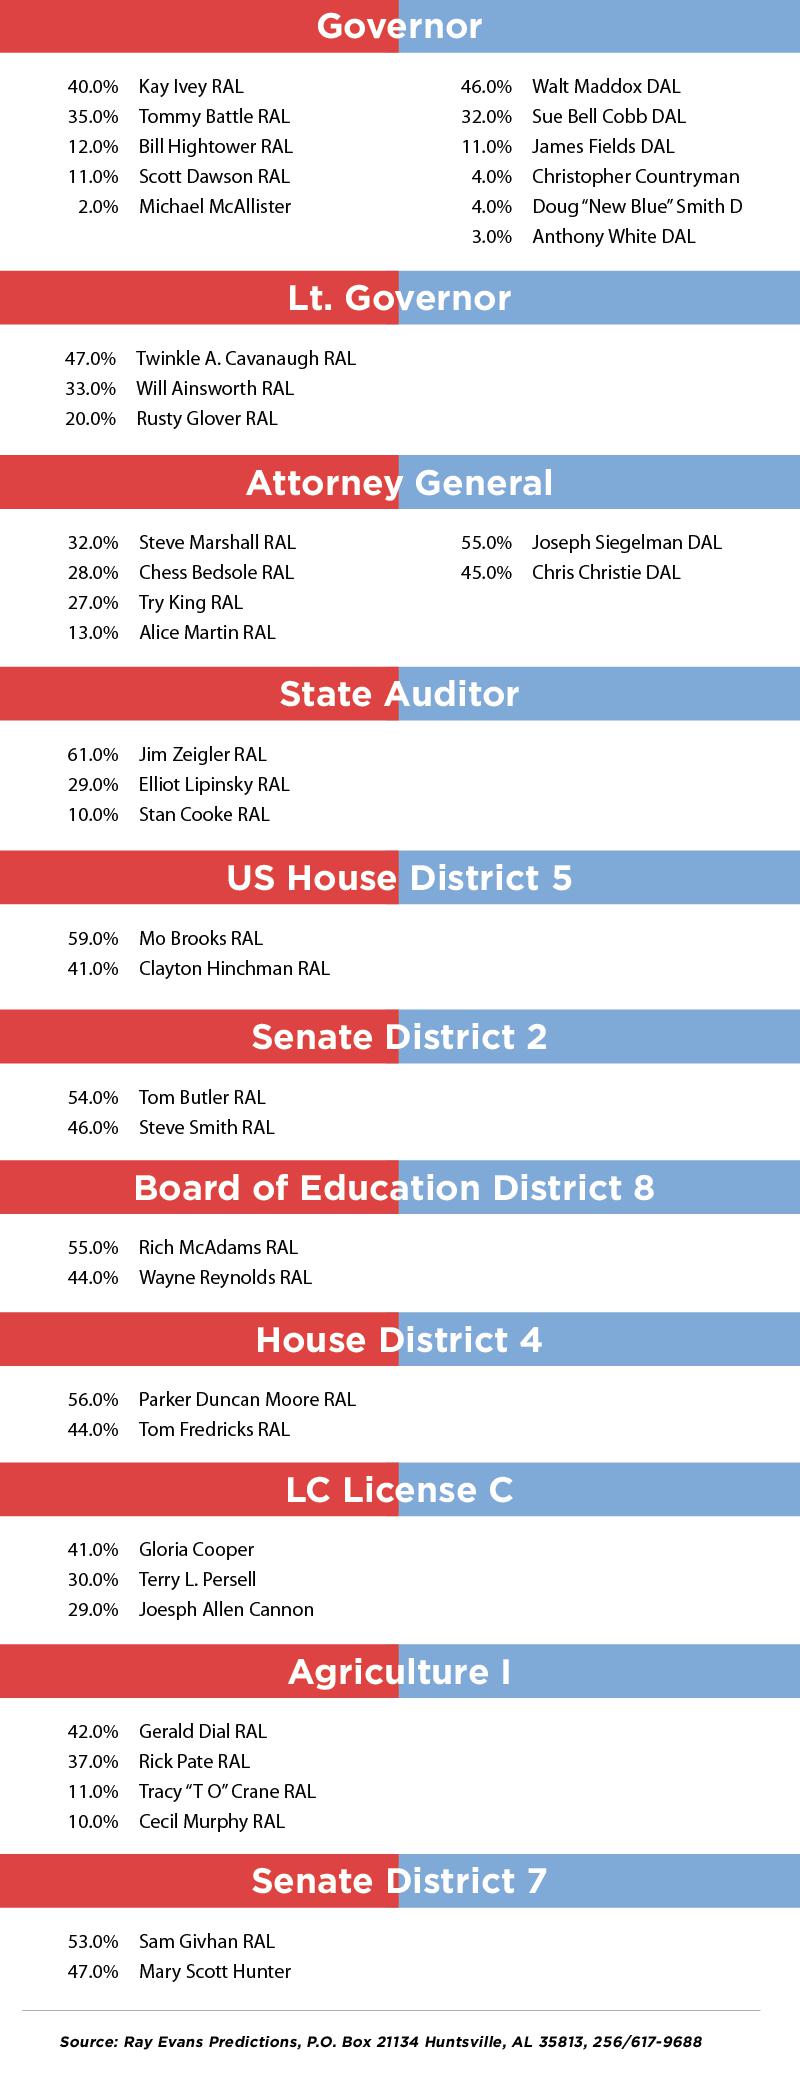 Governor
40.0% Kay Ivey RAL
35.0% Tommy Battle RAL
12.0% Bill Hightower RAL
11.0% Scott Dawson RAL
2.0% Michael McAllister
46.0% Walt Maddox DAL
32.0% Sue Bell Cobb DAL
11.0% James Fields DAL
4.0% Christopher Countryman
4.0% Doug “New Blue” Smith D
3.0% Anthony White DAL
Lt. Governor
47.0% Twinkle A. Cavanaugh RAL
33.0% Will Ainsworth RAL
20.0% Rusty Glover RAL
Attorney General
32.0% Steve Marshall RAL
28.0% Chess Bedsole RAL
27.0% Try King RAL
13.0% Alice Martin RAL
55.0% Joseph Siegelman DAL
45.0% Chris Christie DAL
State Auditor
61.0% Jim Zeigler RAL
29.0% Elliot Lipinsky RAL
10.0% Stan Cooke RAL
US House District 5
59.0% Mo Brooks RAL
41.0% Clayton Hinchman RAL
Senate District 2
54.0% Tom Butler RAL
46.0% Steve Smith RAL
Board of Education District 8
55.0% Rich McAdams RAL
44.0% Wayne Reynolds RAL
House District 4
56.0% Parker Duncan Moore RAL
44.0% Tom Fredricks RAL
LC License C
41.0% Gloria Cooper
30.0% Terry L. Persell
29.0% Joesph Allen Cannon
Agriculture I
42.0% Gerald Dial RAL
37.0% Rick Pate RAL
11.0% Tracy “T O” Crane RAL
10.0% Cecil Murphy RAL
Senate District 7
53.0% Sam Givhan RAL
47.0% Mary Scott Hunter
Source: Ray Evans Predictions, P.O. Box 21134 Huntsville, AL 35813, 256/617-9688